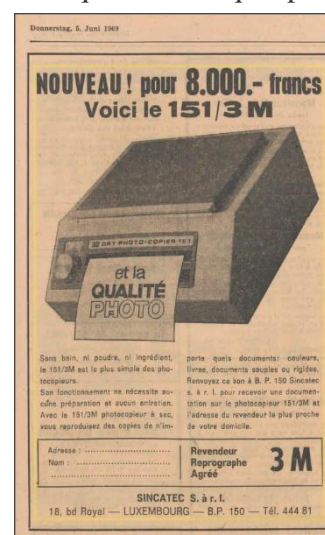 Donnerstag, 5. Juni 1969
NOUVEAU! pour 8.000.- francs
Voici le 151/3 M
3M DRY PHOTO-COPIER 151
et la
QUALITÉ
PHOTO
Sans bain, ni poudre, ni ingrédient,
le 151/3M est le plus simple des pho-
tocopieurs.
Son fonctionnement ne nécessite au-
cune préparation et aucun entretien.
Avec le 151/3M photocopieur à sec,
vous reproduisez des copies de n'im-
porte quels documents: couleurs,
livres, documents souples ou rigides.
Renvoyez ce bon à B. P. 150 Sincatec
s. à r. l. pour recevoir une documen-
tation sur le photocopieur 151/3M et
l'adresse du revendeur le plus proche
de votre domicile.
Adresse :
Nom :
Revendeur
Reprographe
Agréé
3 M
SINCATEC S. à r. l.
18, bd Royal — LUXEMBOURG — B.P. 150 — Tél. 444 81